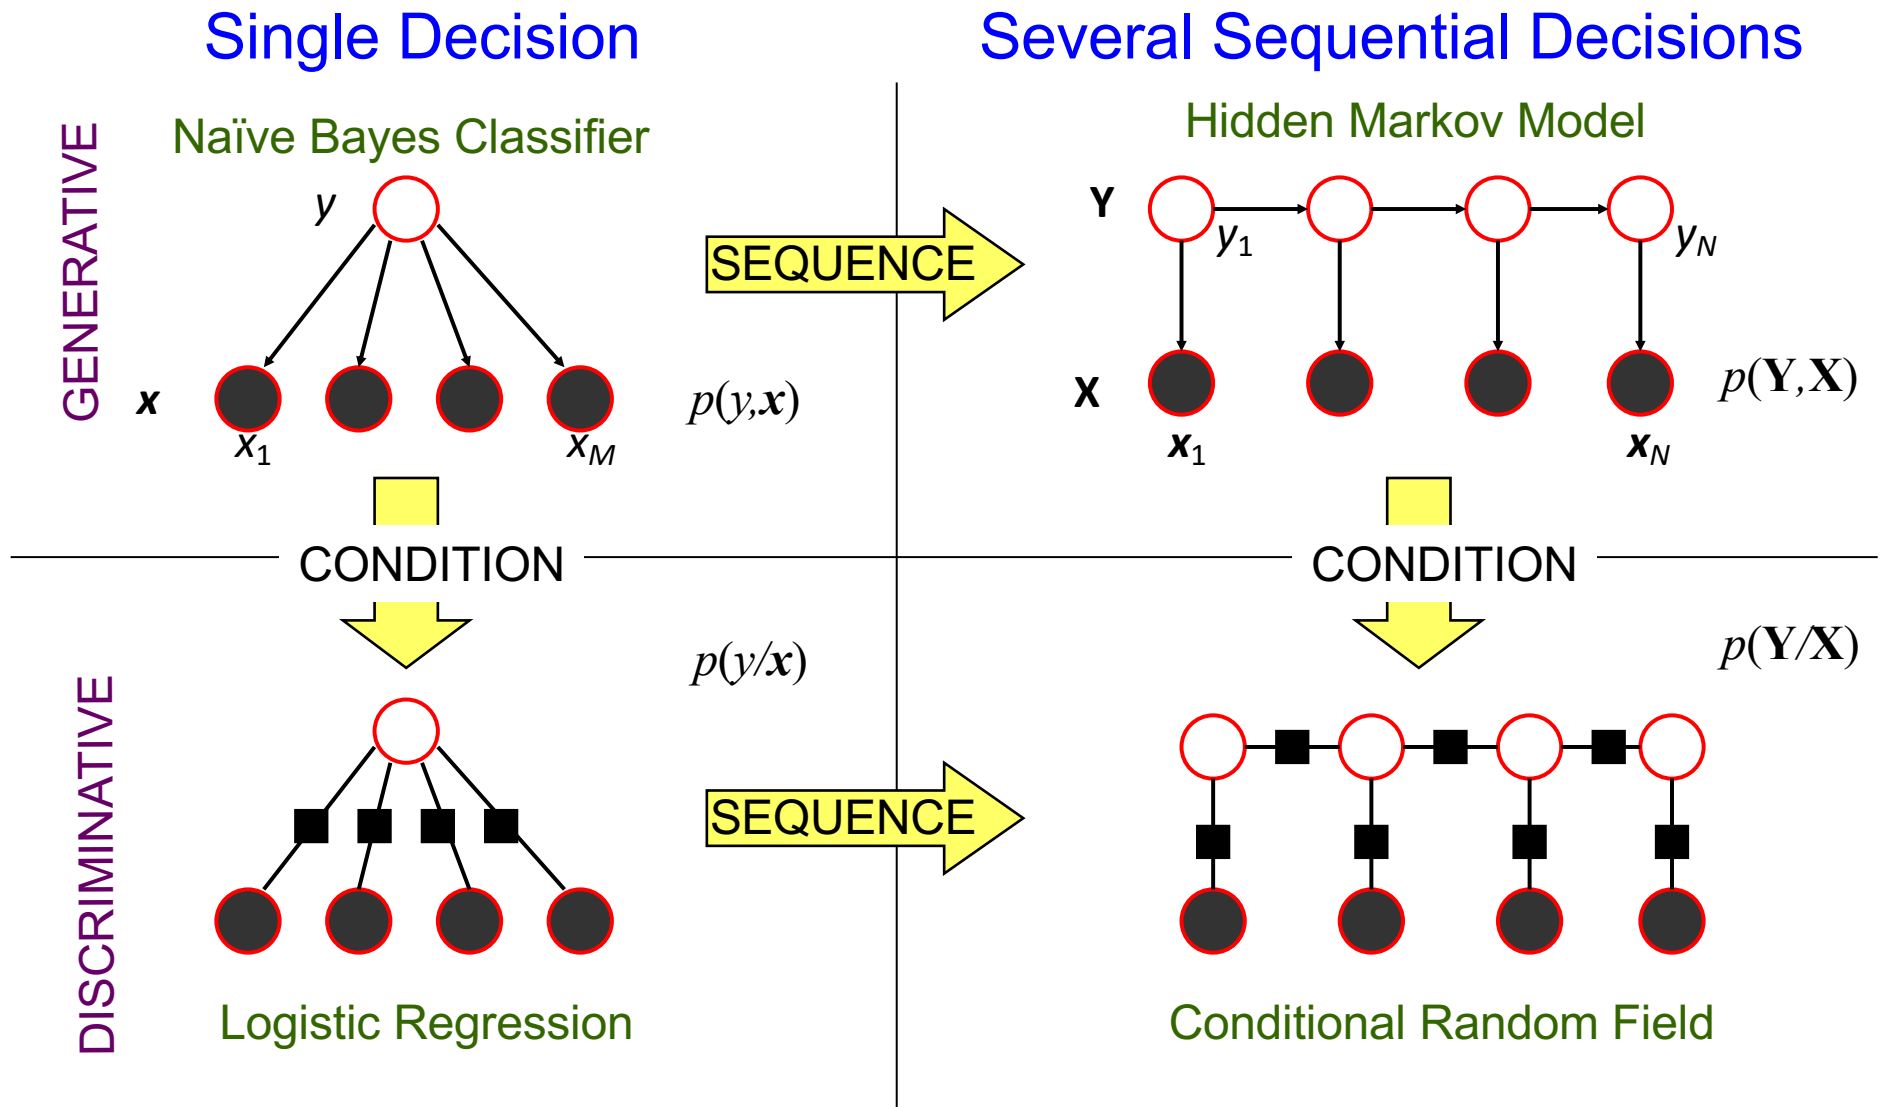 Single Decision
Several Sequential Decisions
GENERATIVE
Naïve Bayes Classifier
Hidden Markov Model
y
Y
y1
yN
SEQUENCE
x
X
p(y,x)
p(Y,X)
x1
xM
x1
xN
CONDITION
CONDITION
p(y/x)
p(Y/X)
DISCRIMINATIVE
SEQUENCE
Logistic Regression
Conditional Random Field